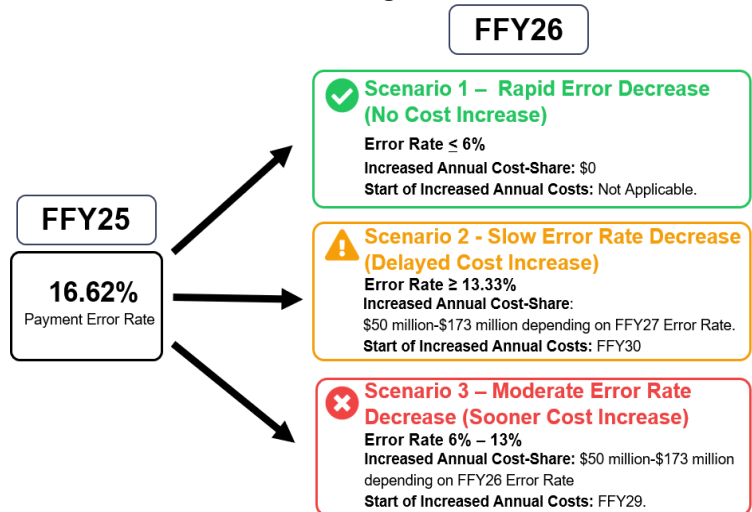 FFY26
Scenario 1 – Rapid Error Decrease
(No Cost Increase)
Error Rate ≤ 6%
Increased Annual Cost-Share: $0
Start of Increased Annual Costs: Not Applicable.
FFY25
16.62%
Payment Error Rate
Scenario 2 - Slow Error Rate Decrease
(Delayed Cost Increase)
Error Rate ≥ 13.33%
Increased Annual Cost-Share:
$50 million-$173 million depending on FFY27 Error Rate.
Start of Increased Annual Costs: FFY30
Scenario 3 – Moderate Error Rate
Decrease (Sooner Cost Increase)
Error Rate 6% – 13%
Increased Annual Cost-Share: $50 million-$173 million
depending on FFY26 Error Rate
Start of Increased Annual Costs: FFY29.